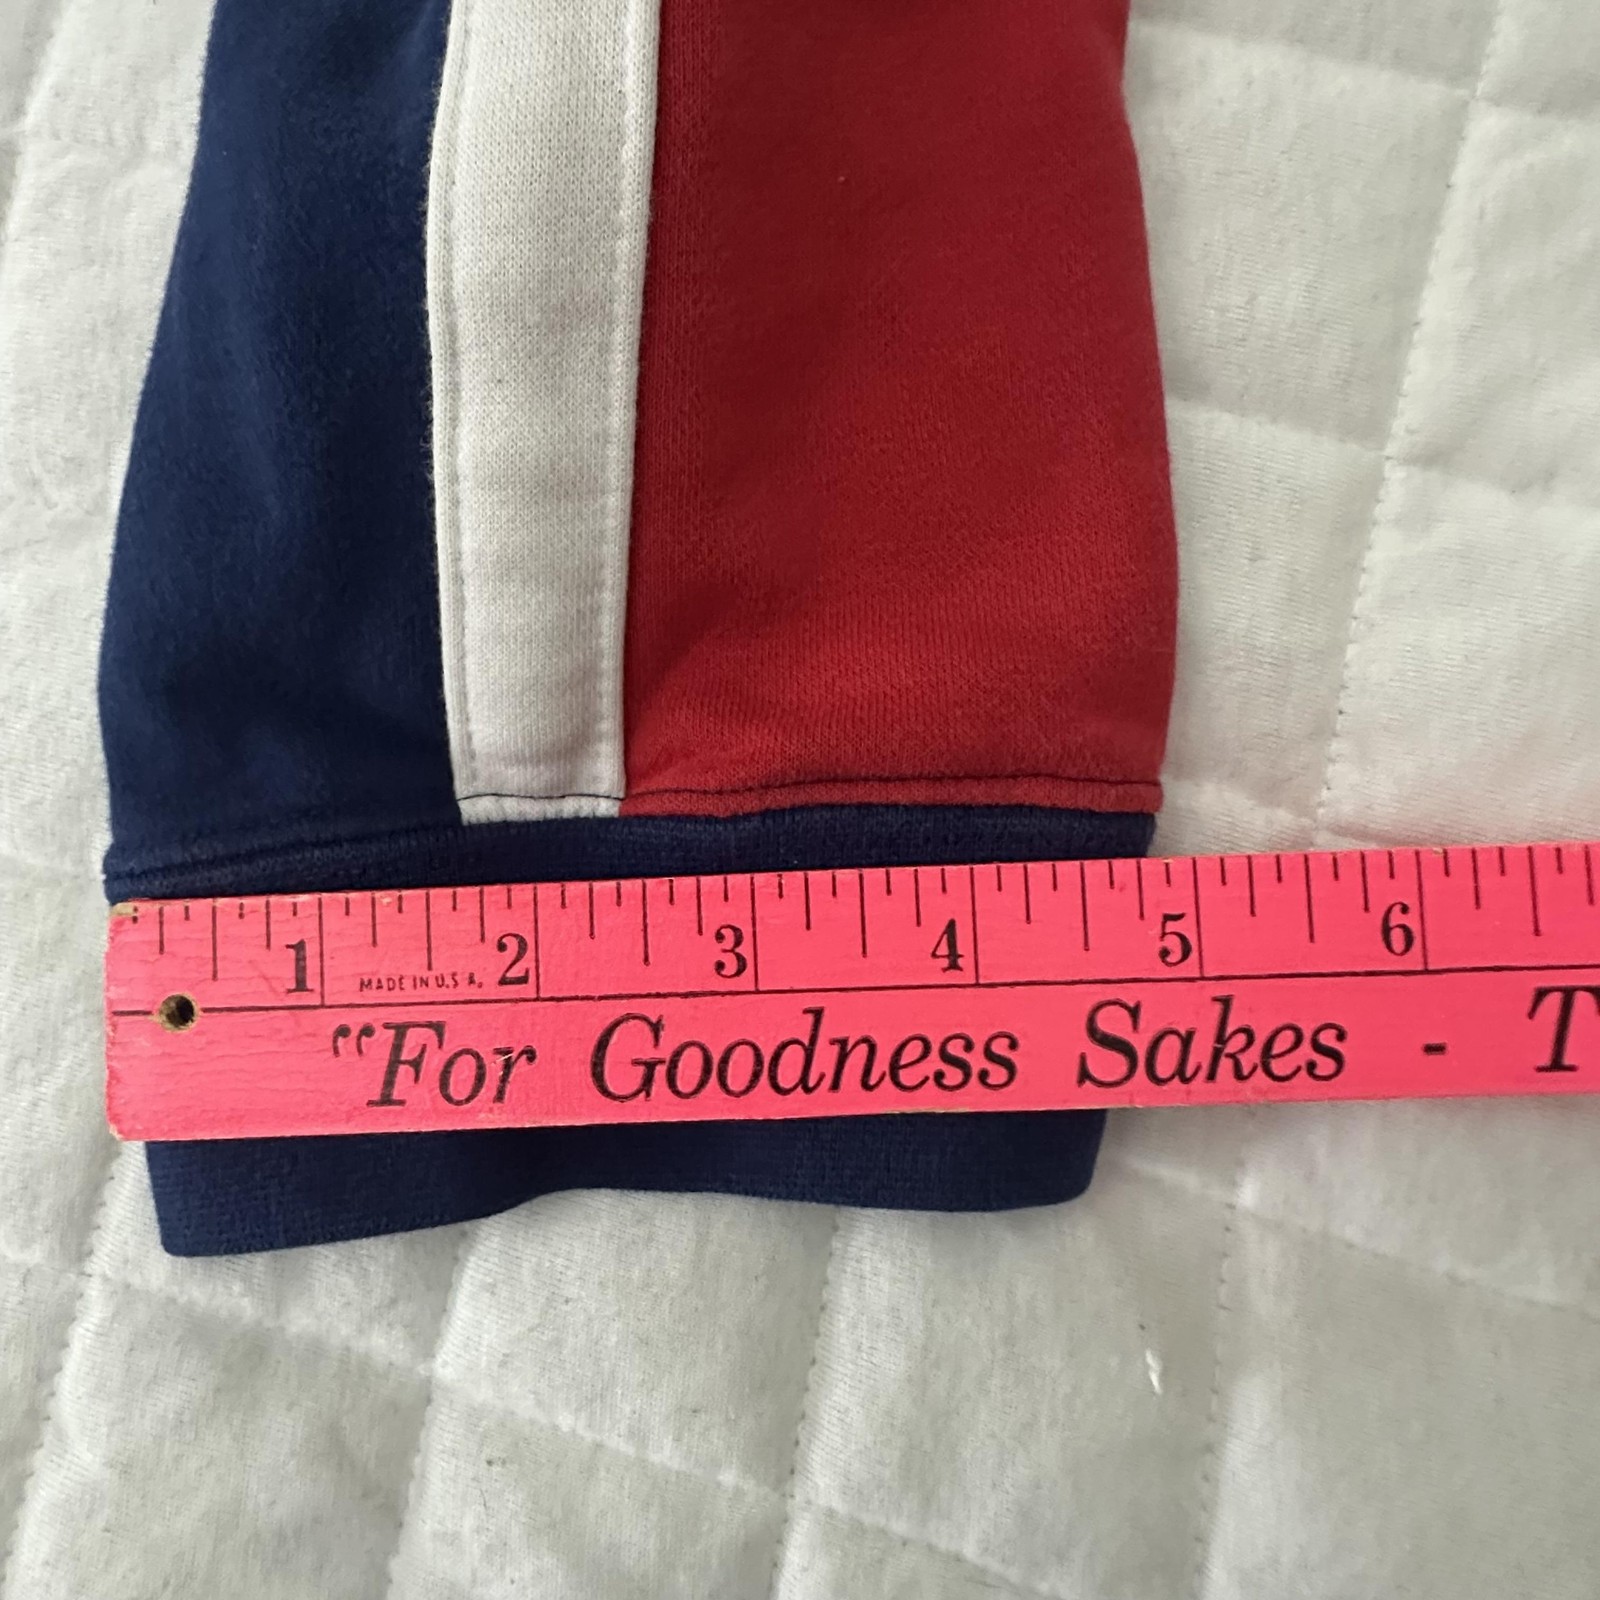 1 2 3 4 5 6
MADE IN U.S.A.
“For Goodness Sakes - T